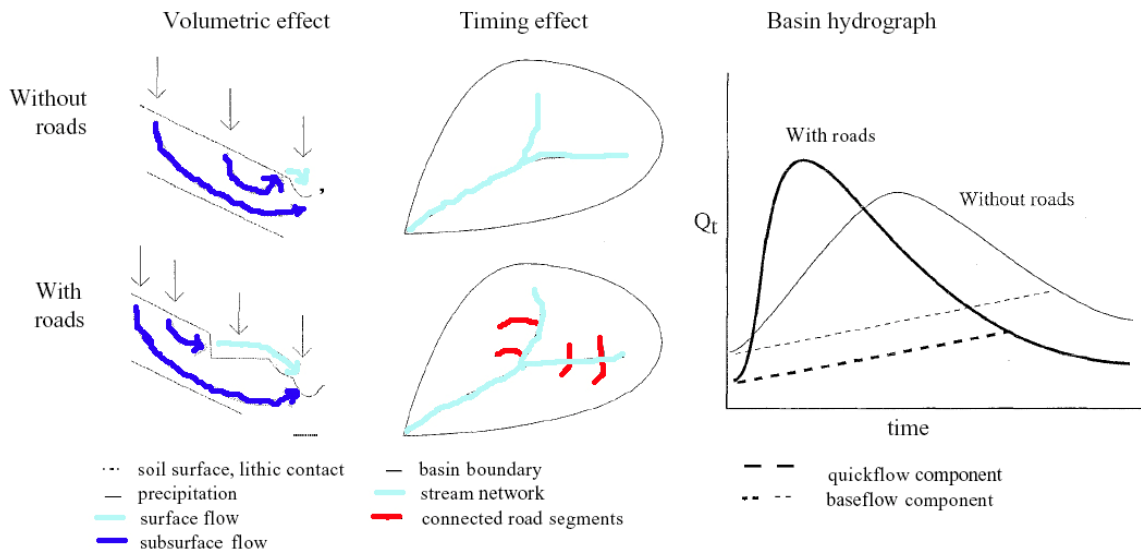 Volumetric effect
Timing effect
Basin hydrograph
Without
roads
With
roads
With roads
Without roads
Qt
time
soil surface, lithic contact
precipitation
surface flow
subsurface flow
basin boundary
stream network
connected road segments
quickflow component
baseflow component